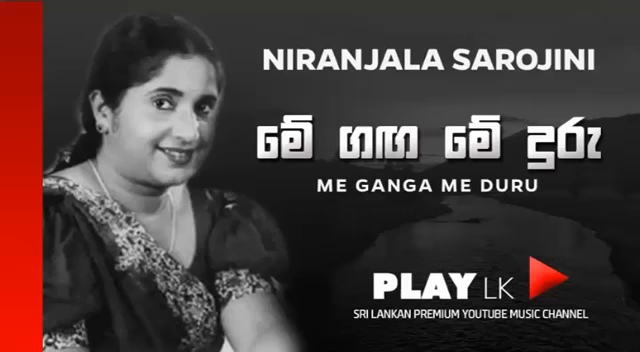 NIRANJALA SAROJINI
මේ ගඟ මේ දුරු
ME GANGA ME DURU
PLAY LK
SRI LANKAN PREMIUM YOUTUBE MUSIC CHANNEL